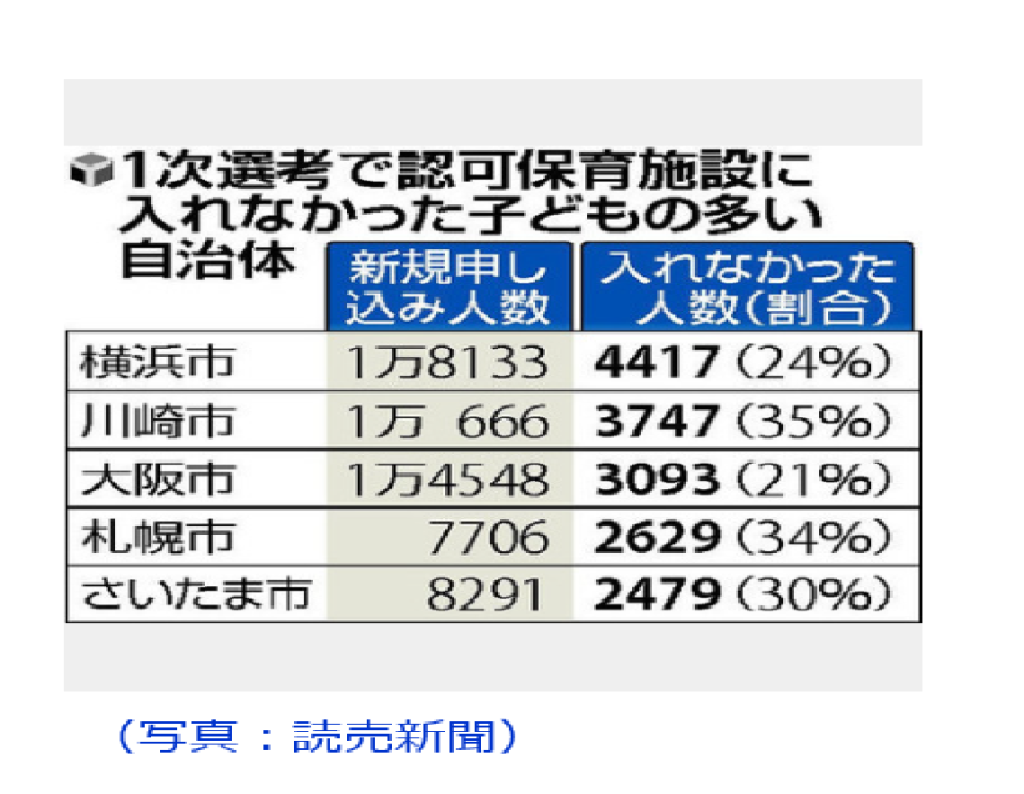 1次選考で認可保育施設に
入れなかった子どもの多い
自治体
新規申し込み人数 入れなかった人数(割合)
横浜市 1万8133 4417(24%)
川崎市 1万 666 3747(35%)
大阪市 1万4548 3093(21%)
札幌市 7706 2629(34%)
さいたま市 8291 2479(30%)
(写真:読売新聞)